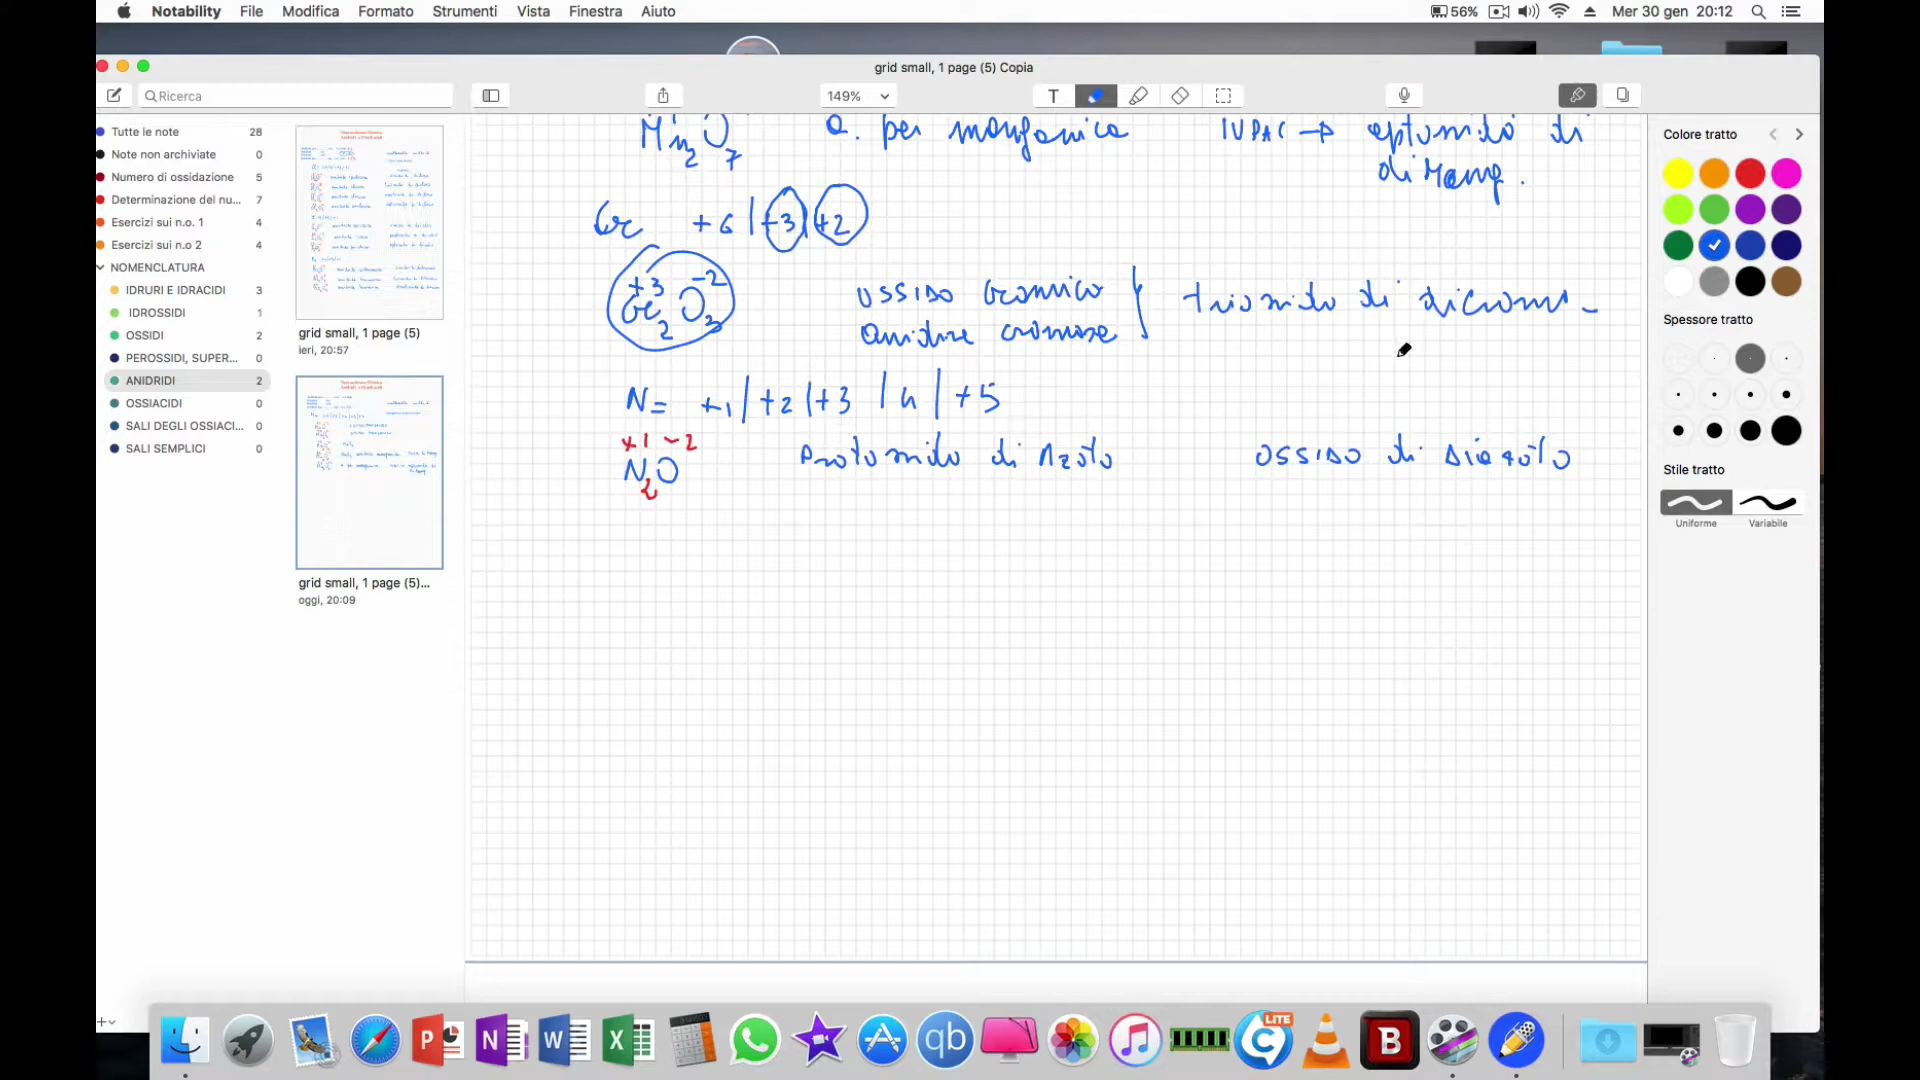 Notability File Modifica Formato Strumenti Vista Finestra Aiuto 56% Mer 30 gen 20:12
grid small, 1 page (5) Copia
Ricerca 149% T
Tutte le note 28
Note non archiviate 0
Numero di ossidazione 5
Determinazione del nu... 7
Esercizi sui n.o. 1 4
Esercizi sui n.o 2 4
NOMENCLATURA
IDRURI E IDRACIDI 3
IDROSSIDI 1
OSSIDI 2
PEROSSIDI, SUPER... 0
ANIDRIDI 2
OSSIACIDI 0
SALI DEGLI OSSIACI... 0
SALI SEMPLICI 0
grid small, 1 page (5)
ieri, 20:57
grid small, 1 page (5)...
oggi, 20:09
Mn2O7 a. per manganica IUPAC → eptossido di
diMang.
Cr +6 | +3 | +2
+3 -2
Cr2O3 OSSIDO Cromico triossido di dicromo -
anidride cromosa
N= +1 | +2 | +3 | 4 | +5
+1 -2
N2O Protossido di Azoto OSSIDO di Diazoto
Colore tratto
Spessore tratto
Stile tratto
Uniforme Variabile
P N W X qb LITE C B